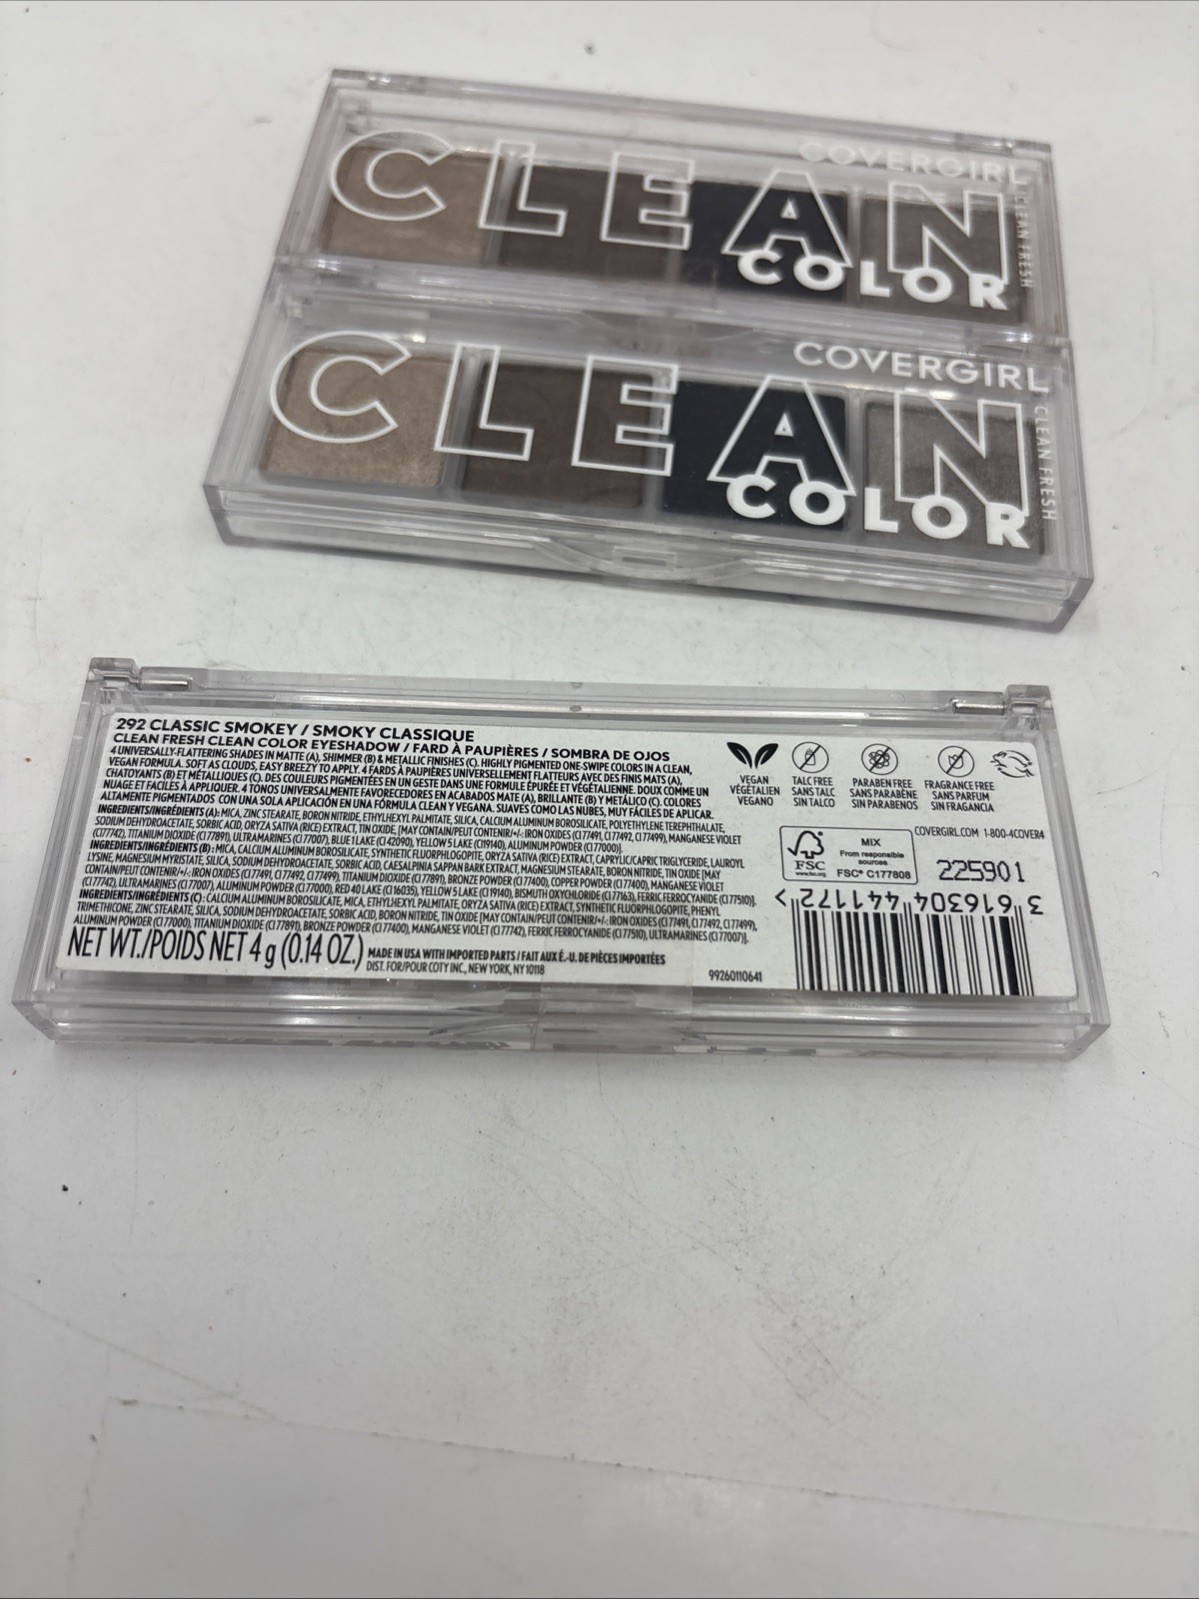 COVERGIRL
CLEAN
COLOR
CLEAN FRESH
COVERGIRL
CLEAN
COLOR
CLEAN FRESH
292 CLASSIC SMOKEY / SMOKY CLASSIQUE
CLEAN FRESH CLEAN COLOR EYESHADOW / FARD À PAUPIÈRES / SOMBRA DE OJOS
4 UNIVERSALLY-FLATTERING SHADES IN MATTE (A), SHIMMER (B) & METALLIC FINISHES (C). HIGHLY PIGMENTED ONE-SWIPE COLORS IN A CLEAN,
VEGAN FORMULA. SOFT AS CLOUDS, EASY BREEZY TO APPLY. 4 FARDS À PAUPIÈRES UNIVERSELLEMENT FLATTEURS AVEC DES FINIS MATS (A),
CHATOYANTS (B) ET MÉTALLIQUES (C). DES COULEURS PIGMENTÉES EN UN GESTE DANS UNE FORMULE ÉPURÉE ET VÉGÉTALIENNE. DOUX COMME UN
NUAGE ET FACILES À APPLIQUER. 4 TONOS UNIVERSALMENTE FAVORECEDORES EN ACABADOS MATE (A), BRILLANTE (B) Y METÁLICO (C). COLORES
ALTAMENTE PIGMENTADOS CON UNA SOLA APLICACIÓN EN UNA FÓRMULA CLEAN Y VEGANA. SUAVES COMO LAS NUBES, MUY FÁCILES DE APLICAR.
INGREDIENTS/INGRÉDIENTS (A): MICA, ZINC STEARATE, BORON NITRIDE, ETHYLHEXYL PALMITATE, SILICA, CALCIUM ALUMINUM BOROSILICATE, POLYETHYLENE TEREPHTHALATE,
SODIUM DEHYDROACETATE, SORBIC ACID, ORYZA SATIVA (RICE) EXTRACT, TIN OXIDE, [MAY CONTAIN/PEUT CONTENIR/+/-: IRON OXIDES (CI 77491, CI 77492, CI 77499), MANGANESE VIOLET
(CI 77742), TITANIUM DIOXIDE (CI 77891), ULTRAMARINES (CI 77007), BLUE 1 LAKE (CI 42090), YELLOW 5 LAKE (CI 19140), ALUMINUM POWDER (CI 77000)].
INGREDIENTS/INGRÉDIENTS (B): MICA, CALCIUM ALUMINUM BOROSILICATE, SYNTHETIC FLUORPHLOGOPITE, ORYZA SATIVA (RICE) EXTRACT, CAPRYLIC/CAPRIC TRIGLYCERIDE, LAUROYL
LYSINE, MAGNESIUM MYRISTATE, SILICA, SODIUM DEHYDROACETATE, SORBIC ACID, CAESALPINIA SAPPAN BARK EXTRACT, MAGNESIUM STEARATE, BORON NITRIDE, TIN OXIDE [MAY
CONTAIN/PEUT CONTENIR/+/-: IRON OXIDES (CI 77491, CI 77492, CI 77499), TITANIUM DIOXIDE (CI 77891), BRONZE POWDER (CI 77400), COPPER POWDER (CI 77400), MANGANESE VIOLET
(CI 77742), ULTRAMARINES (CI 77007), ALUMINUM POWDER (CI 77000), RED 40 LAKE (CI 16035), YELLOW 5 LAKE (CI 19140), BISMUTH OXYCHLORIDE (CI 77163), FERRIC FERROCYANIDE (CI 77510)].
INGREDIENTS/INGRÉDIENTS (C): CALCIUM ALUMINUM BOROSILICATE, MICA, ETHYLHEXYL PALMITATE, ORYZA SATIVA (RICE) EXTRACT, SYNTHETIC FLUORPHLOGOPITE, PHENYL
TRIMETHICONE, ZINC STEARATE, SILICA, SODIUM DEHYDROACETATE, SORBIC ACID, BORON NITRIDE, TIN OXIDE [MAY CONTAIN/PEUT CONTENIR/+/-: IRON OXIDES (CI 77491, CI 77492, CI 77499),
ALUMINUM POWDER (CI 77000), TITANIUM DIOXIDE (CI 77891), BRONZE POWDER (CI 77400), MANGANESE VIOLET (CI 77742), FERRIC FERROCYANIDE (CI 77510), ULTRAMARINES (CI 77007)].
NET WT./POIDS NET 4 g (0.14 OZ.)
MADE IN USA WITH IMPORTED PARTS / FAIT AUX É.-U. DE PIÈCES IMPORTÉES
DIST. FOR/POUR COTY INC., NEW YORK, NY 10118
99260110641
VEGAN
VÉGÉTALIEN
VEGANO
TALC FREE
SANS TALC
SIN TALCO
PARABEN FREE
SANS PARABÈNE
SIN PARABENOS
FRAGRANCE FREE
SANS PARFUM
SIN FRAGANCIA
FSC
www.fsc.org
MIX
From responsible
sources
FSC® C177808
COVERGIRL.COM 1-800-4COVER4
225901
3 616304 441172 >